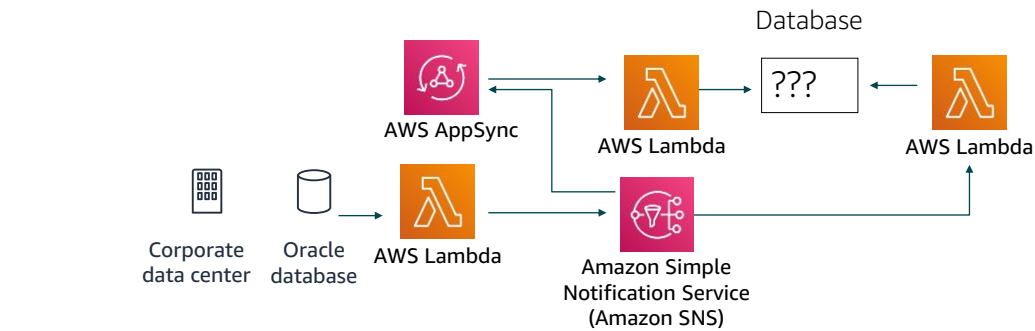 Database
???
AWS AppSync
AWS Lambda
AWS Lambda
Corporate
data center
Oracle
database
AWS Lambda
Amazon Simple
Notification Service
(Amazon SNS)